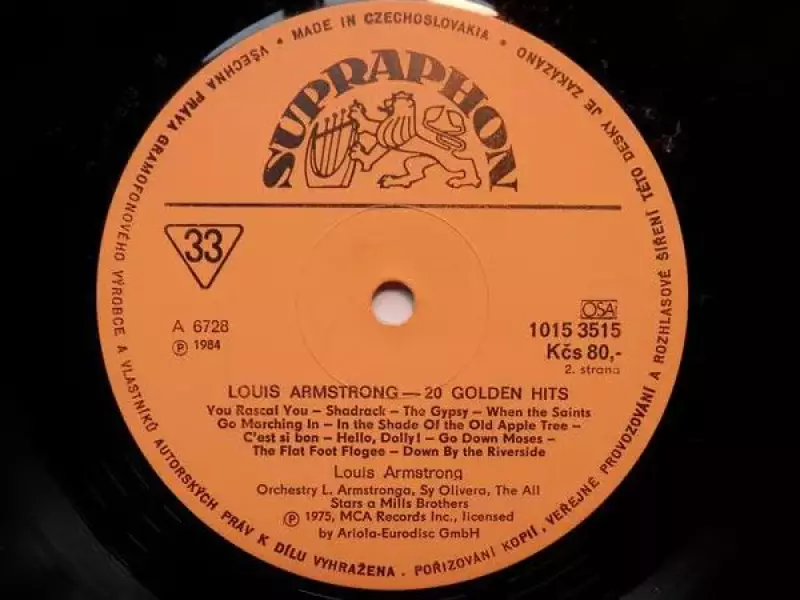 • MADE IN CZECHOSLOVAKIA •
SUPRAPHON
33
A 6728
Ⓟ 1984
OSA
1015 3515
Kčs 80,-
2. strana
LOUIS ARMSTRONG — 20 GOLDEN HITS
You Rascal You – Shadrack – The Gypsy – When the Saints
Go Marching In – In the Shade of the Old Apple Tree –
C'est si bon – Hello, Dolly! – Go Down Moses –
The Flat Foot Flogee – Down By the Riverside
Louis Armstrong
Orchestry L. Armstronga, Sy Olivera, The All
Stars a Mills Brothers
Ⓟ 1975, MCA Records Inc., licensed
by Ariola-Eurodisc GmbH
VŠECHNA PRÁVA GRAMOFONOVÉHO VÝROBCE A VLASTNÍKŮ AUTORSKÝCH PRÁV K DÍLU VYHRAŽENA . POŘIZOVÁNÍ KOPIÍ, VEŘEJNÉ PROVOZOVÁNÍ A ROZHLASOVÉ ŠÍŘENÍ TÉTO DESKY JE ZAKÁZÁNO